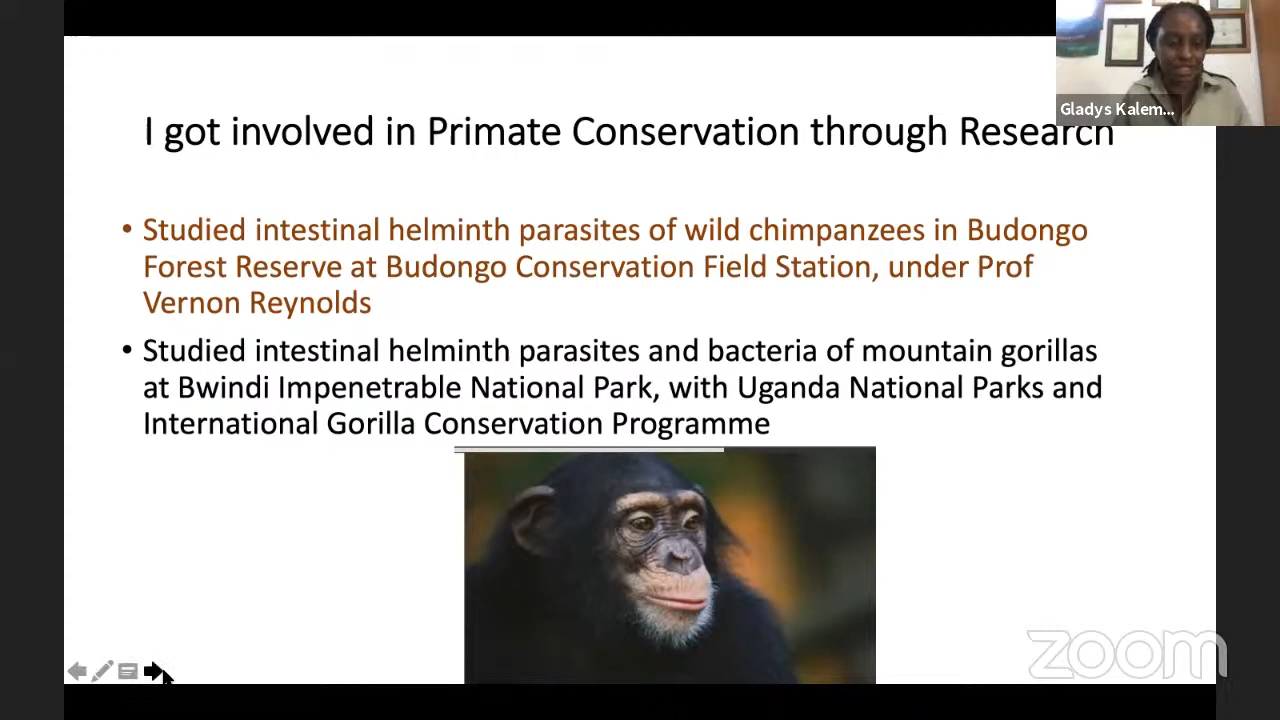 Gladys Kalem...
I got involved in Primate Conservation through Research
• Studied intestinal helminth parasites of wild chimpanzees in Budongo
Forest Reserve at Budongo Conservation Field Station, under Prof
Vernon Reynolds
• Studied intestinal helminth parasites and bacteria of mountain gorillas
at Bwindi Impenetrable National Park, with Uganda National Parks and
International Gorilla Conservation Programme
zoom